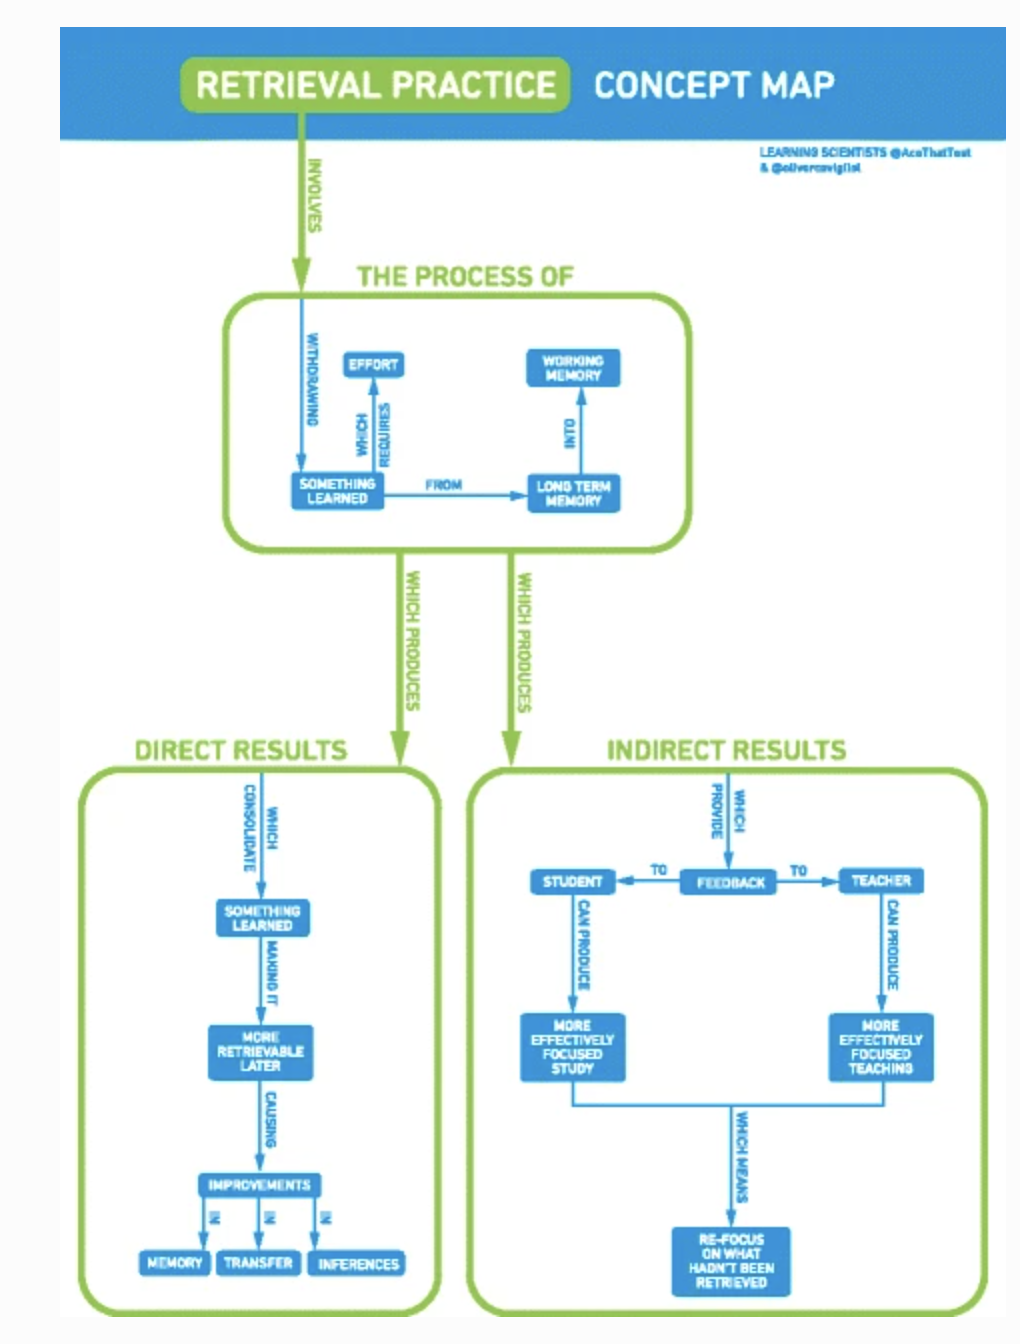 RETRIEVAL PRACTICE CONCEPT MAP
LEARNING SCIENTISTS @AceThatTest
& @olivercaviglioli
INVOLVES
THE PROCESS OF
WITHDRAWING
EFFORT
WHICH
REQUIRES
WORKING
MEMORY
INTO
SOMETHING
LEARNED
FROM
LONG TERM
MEMORY
WHICH PRODUCES
WHICH PRODUCES
DIRECT RESULTS
WHICH
CONSOLIDATE
SOMETHING
LEARNED
MAKING IT
MORE
RETRIEVABLE
LATER
CAUSING
IMPROVEMENTS
IN
IN
IN
MEMORY
TRANSFER
INFERENCES
INDIRECT RESULTS
WHICH
PROVIDE
STUDENT
TO
FEEDBACK
TO
TEACHER
CAN PRODUCE
CAN PRODUCE
MORE
EFFECTIVELY
FOCUSED
STUDY
MORE
EFFECTIVELY
FOCUSED
TEACHING
WHICH MEANS
RE-FOCUS
ON WHAT
HADN'T BEEN
RETRIEVED